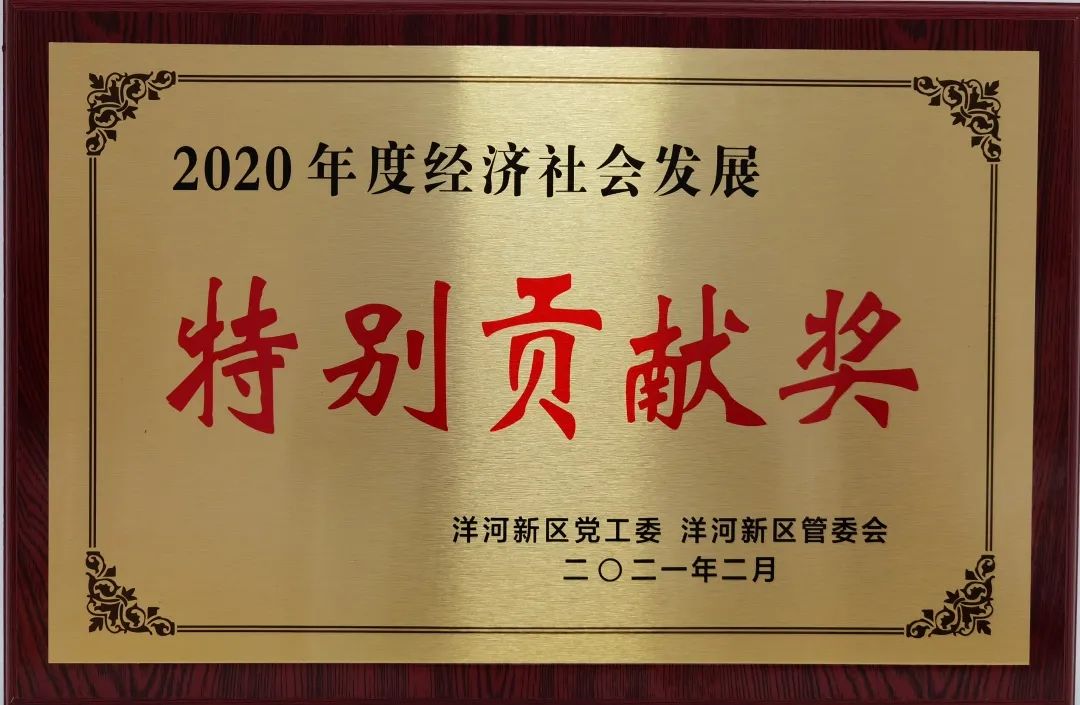 2020年度经济社会发展
特别贡献奖
洋河新区党工委 洋河新区管委会
二〇二一年二月